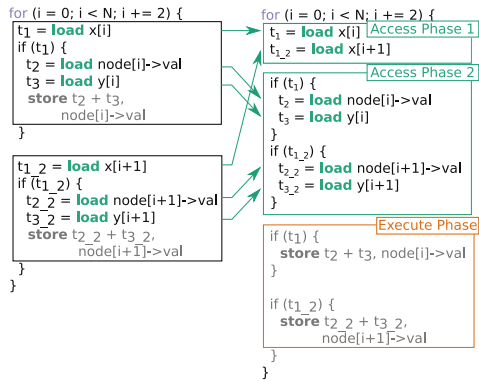 for (i = 0; i < N; i += 2) {
t1 = load x[i]
if (t1) {
t2 = load node[i]->val
t3 = load y[i]
store t2 + t3,
node[i]->val
}
t1_2 = load x[i+1]
if (t1_2) {
t2_2 = load node[i+1]->val
t3_2 = load y[i+1]
store t2_2 + t3_2,
node[i+1]->val
}
}
for (i = 0; i < N; i += 2) {
Access Phase 1
t1 = load x[i]
t1_2 = load x[i+1]
Access Phase 2
if (t1) {
t2 = load node[i]->val
t3 = load y[i]
}
if (t1_2) {
t2_2 = load node[i+1]->val
t3_2 = load y[i+1]
}
Execute Phase
if (t1) {
store t2 + t3, node[i]->val
}
if (t1_2) {
store t2_2 + t3_2,
node[i+1]->val
}
}